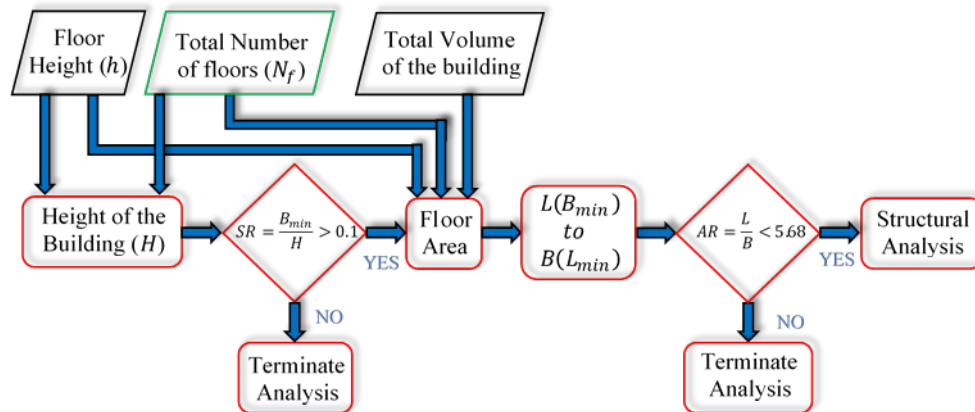 Floor
Height (h)
Total Number
of floors (N_f)
Total Volume
of the building
Height of the
Building (H)
SR = B_min/H > 0.1
YES
NO
Terminate
Analysis
Floor
Area
L(B_min)
to
B(L_min)
AR = L/B < 5.68
YES
NO
Terminate
Analysis
Structural
Analysis